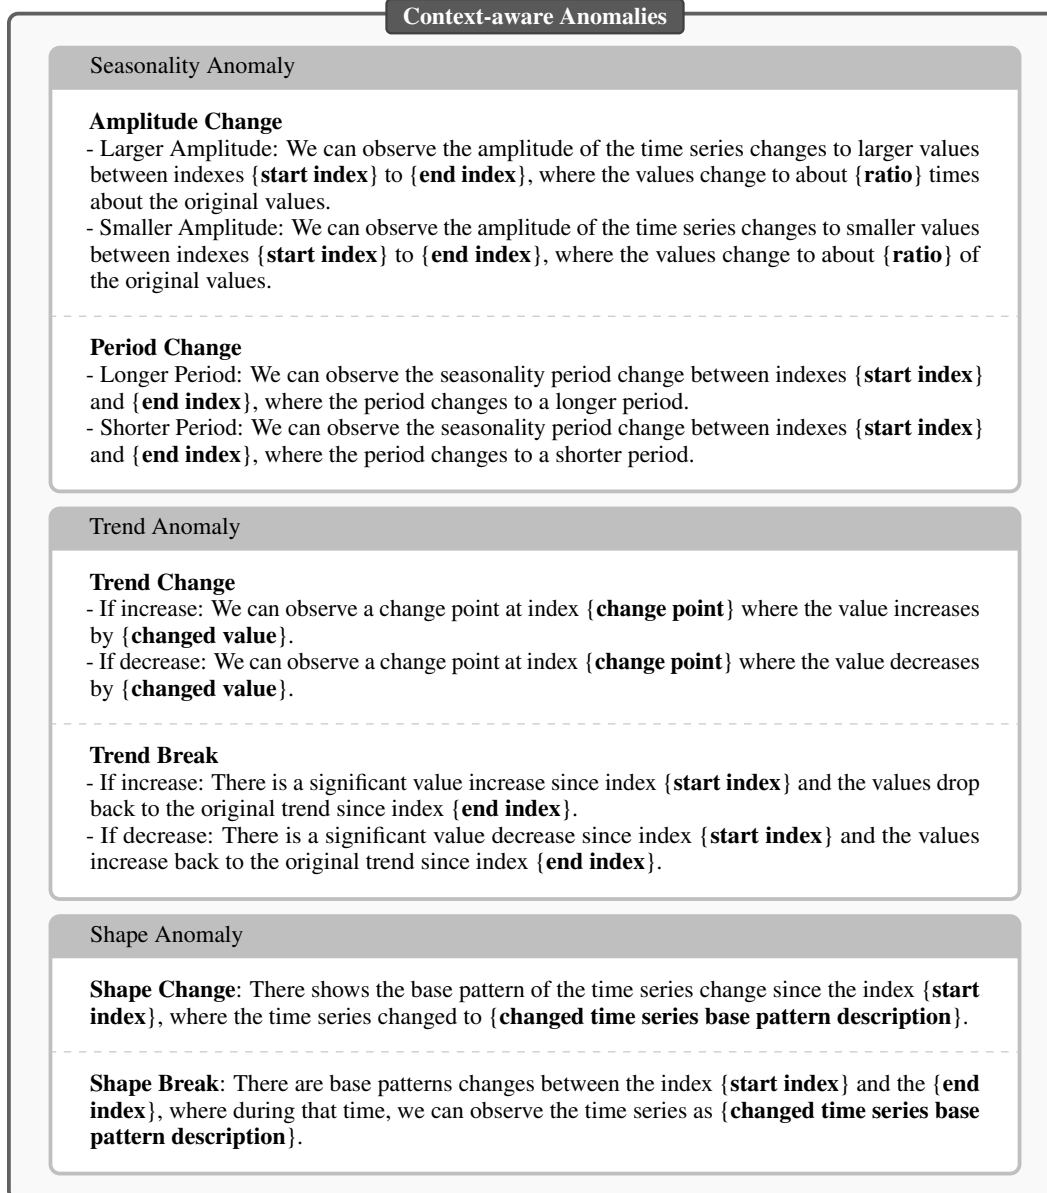 Context-aware Anomalies
Seasonality Anomaly
Amplitude Change
- Larger Amplitude: We can observe the amplitude of the time series changes to larger values
between indexes {start index} to {end index}, where the values change to about {ratio} times
about the original values.
- Smaller Amplitude: We can observe the amplitude of the time series changes to smaller values
between indexes {start index} to {end index}, where the values change to about {ratio} of
the original values.
Period Change
- Longer Period: We can observe the seasonality period change between indexes {start index}
and {end index}, where the period changes to a longer period.
- Shorter Period: We can observe the seasonality period change between indexes {start index}
and {end index}, where the period changes to a shorter period.
Trend Anomaly
Trend Change
- If increase: We can observe a change point at index {change point} where the value increases
by {changed value}.
- If decrease: We can observe a change point at index {change point} where the value decreases
by {changed value}.
Trend Break
- If increase: There is a significant value increase since index {start index} and the values drop
back to the original trend since index {end index}.
- If decrease: There is a significant value decrease since index {start index} and the values
increase back to the original trend since index {end index}.
Shape Anomaly
Shape Change: There shows the base pattern of the time series change since the index {start
index}, where the time series changed to {changed time series base pattern description}.
Shape Break: There are base patterns changes between the index {start index} and the {end
index}, where during that time, we can observe the time series as {changed time series base
pattern description}.